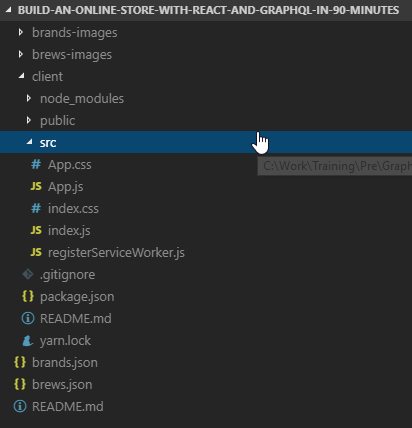 BUILD-AN-ONLINE-STORE-WITH-REACT-AND-GRAPHQL-IN-90-MINUTES
brands-images
brews-images
client
node_modules
public
src
C:\Work\Training\Pre\Graph
# App.css
JS App.js
# index.css
JS index.js
JS registerServiceWorker.js
.gitignore
{} package.json
README.md
yarn.lock
{} brands.json
{} brews.json
README.md